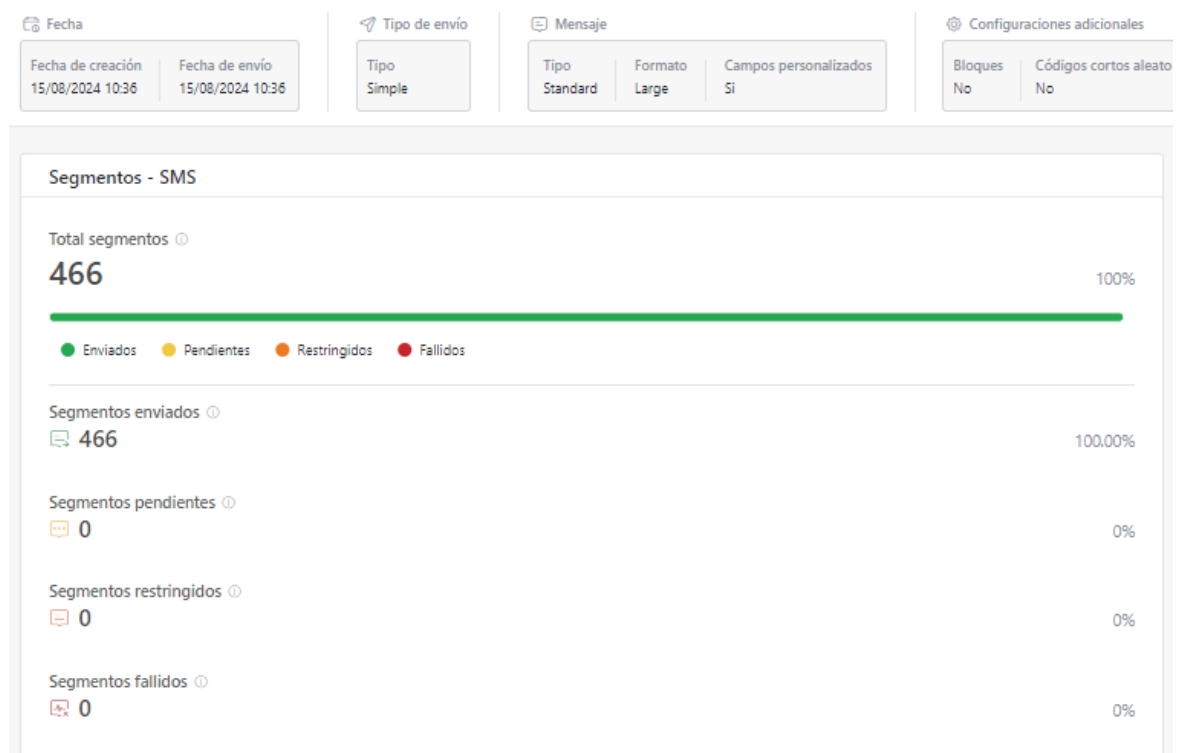 Fecha
Tipo de envío
Mensaje
Configuraciones adicionales
Fecha de creación
Fecha de envío
Tipo
Tipo
Formato
Campos personalizados
Bloques
Códigos cortos aleato
15/08/2024 10:36
15/08/2024 10:36
Simple
Standard
Large
Si
No
No
Segmentos - SMS
Total segmentos
466
100%
Enviados
Pendientes
Restringidos
Fallidos
Segmentos enviados
466
100.00%
Segmentos pendientes
0
0%
Segmentos restringidos
0
0%
Segmentos fallidos
0
0%